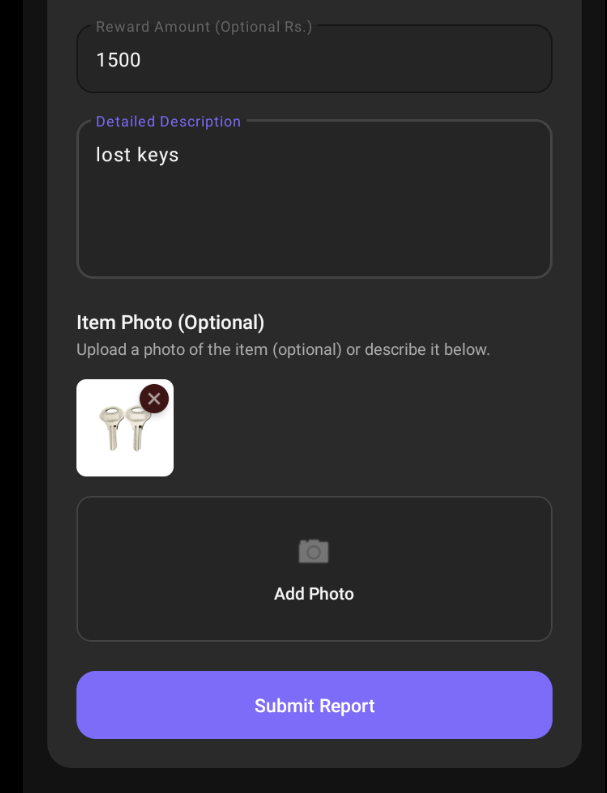 Reward Amount (Optional Rs.)
1500
Detailed Description
lost keys
Item Photo (Optional)
Upload a photo of the item (optional) or describe it below.
Add Photo
Submit Report